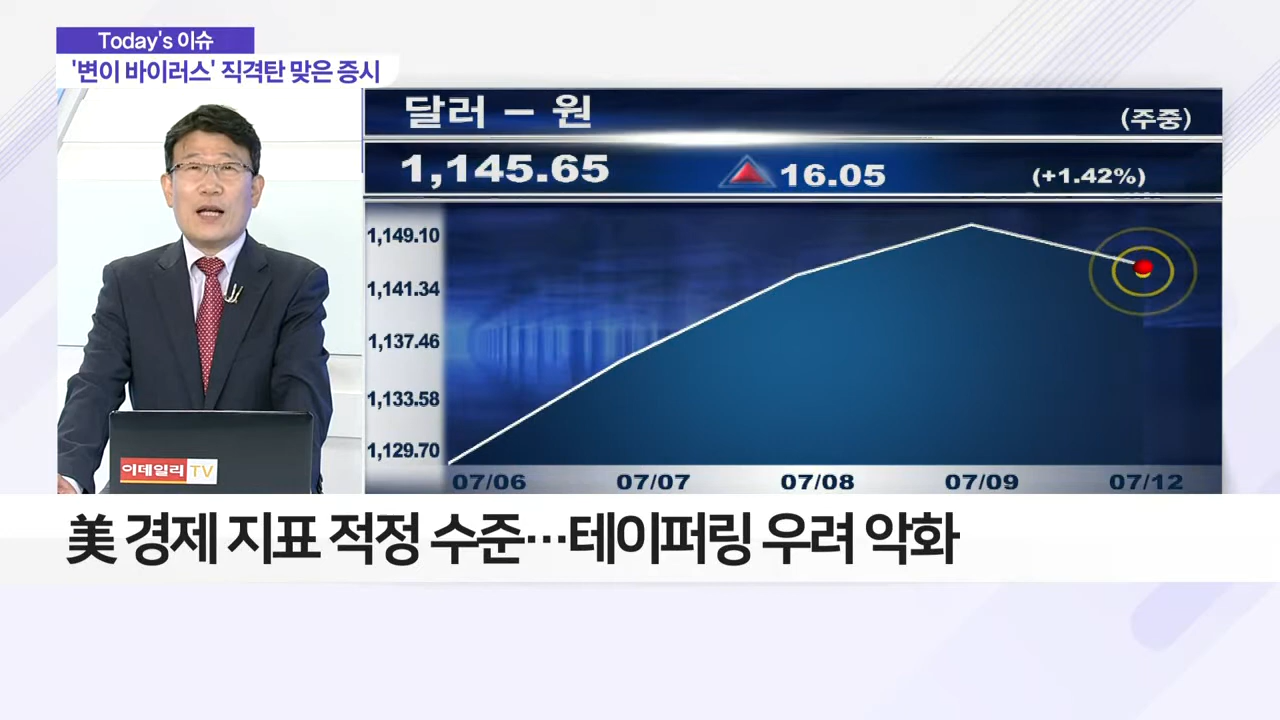 Today's 이슈
'변이 바이러스' 직격탄 맞은 증시
달러 – 원
(주중)
1,145.65
16.05
(+1.42%)
1,149.10
1,141.34
1,137.46
1,133.58
1,129.70
07/06
07/07
07/08
07/09
07/12
이데일리 TV
美 경제 지표 적정 수준…테이퍼링 우려 악화